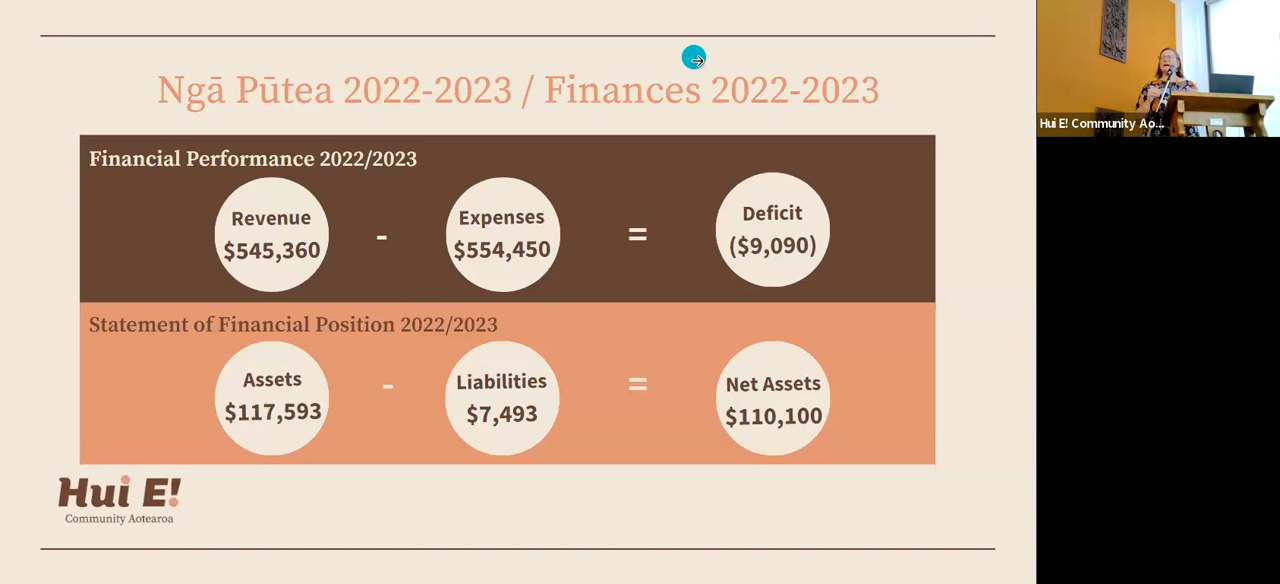 Ngā Pūtea 2022-2023 / Finances 2022-2023
Financial Performance 2022/2023
Revenue
$545,360
-
Expenses
$554,450
=
Deficit
($9,090)
Statement of Financial Position 2022/2023
Assets
$117,593
-
Liabilities
$7,493
=
Net Assets
$110,100
Hui E!
Community Aotearoa
Hui E! Community Ao...